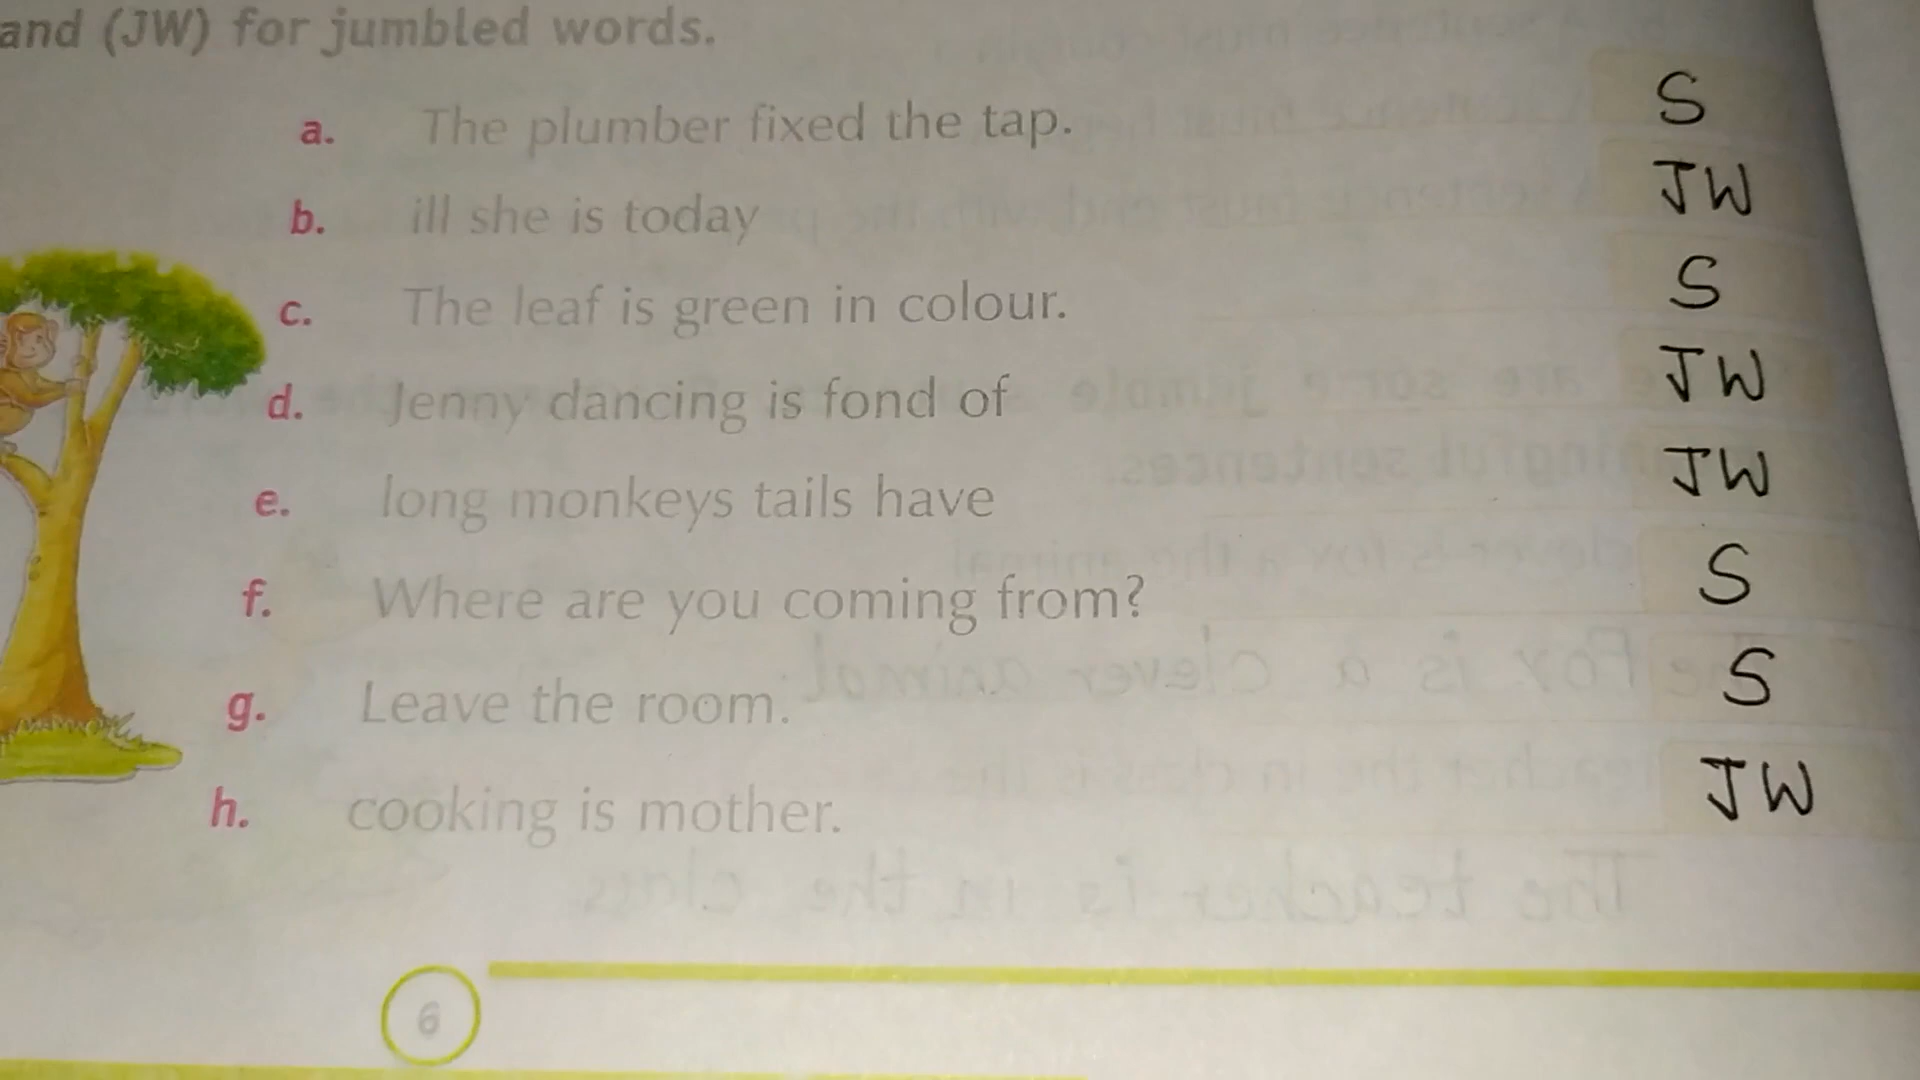 and (JW) for jumbled words.
a. The plumber fixed the tap. S
b. ill she is today JW
c. The leaf is green in colour. S
d. Jenny dancing is fond of JW
e. long monkeys tails have JW
f. Where are you coming from? S
g. Leave the room. S
h. cooking is mother. JW
6